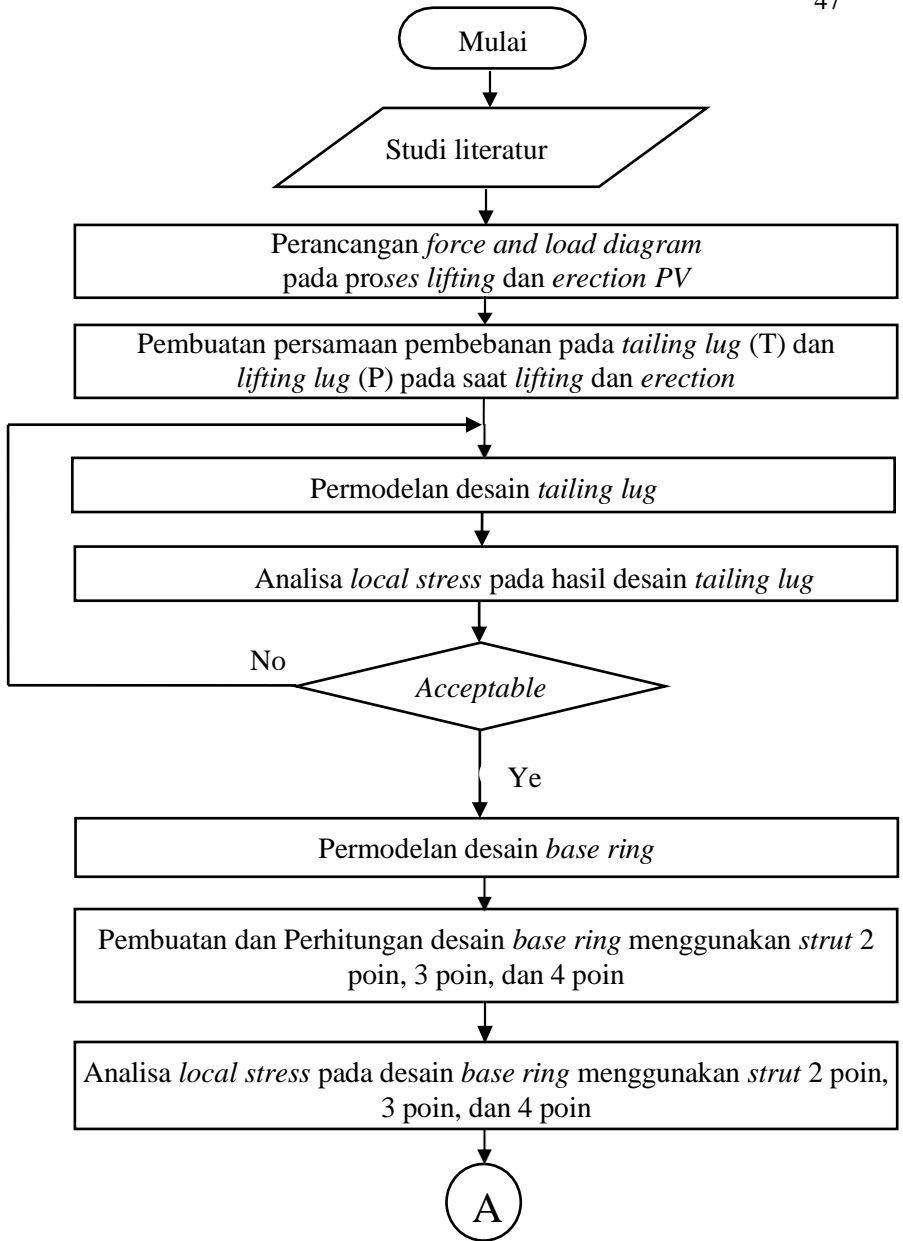 47
Mulai
Studi literatur
Perancangan force and load diagram
pada proses lifting dan erection PV
Pembuatan persamaan pembebanan pada tailing lug (T) dan
lifting lug (P) pada saat lifting dan erection
Permodelan desain tailing lug
Analisa local stress pada hasil desain tailing lug
No
Acceptable
Ye
Permodelan desain base ring
Pembuatan dan Perhitungan desain base ring menggunakan strut 2
poin, 3 poin, dan 4 poin
Analisa local stress pada desain base ring menggunakan strut 2 poin,
3 poin, dan 4 poin
A